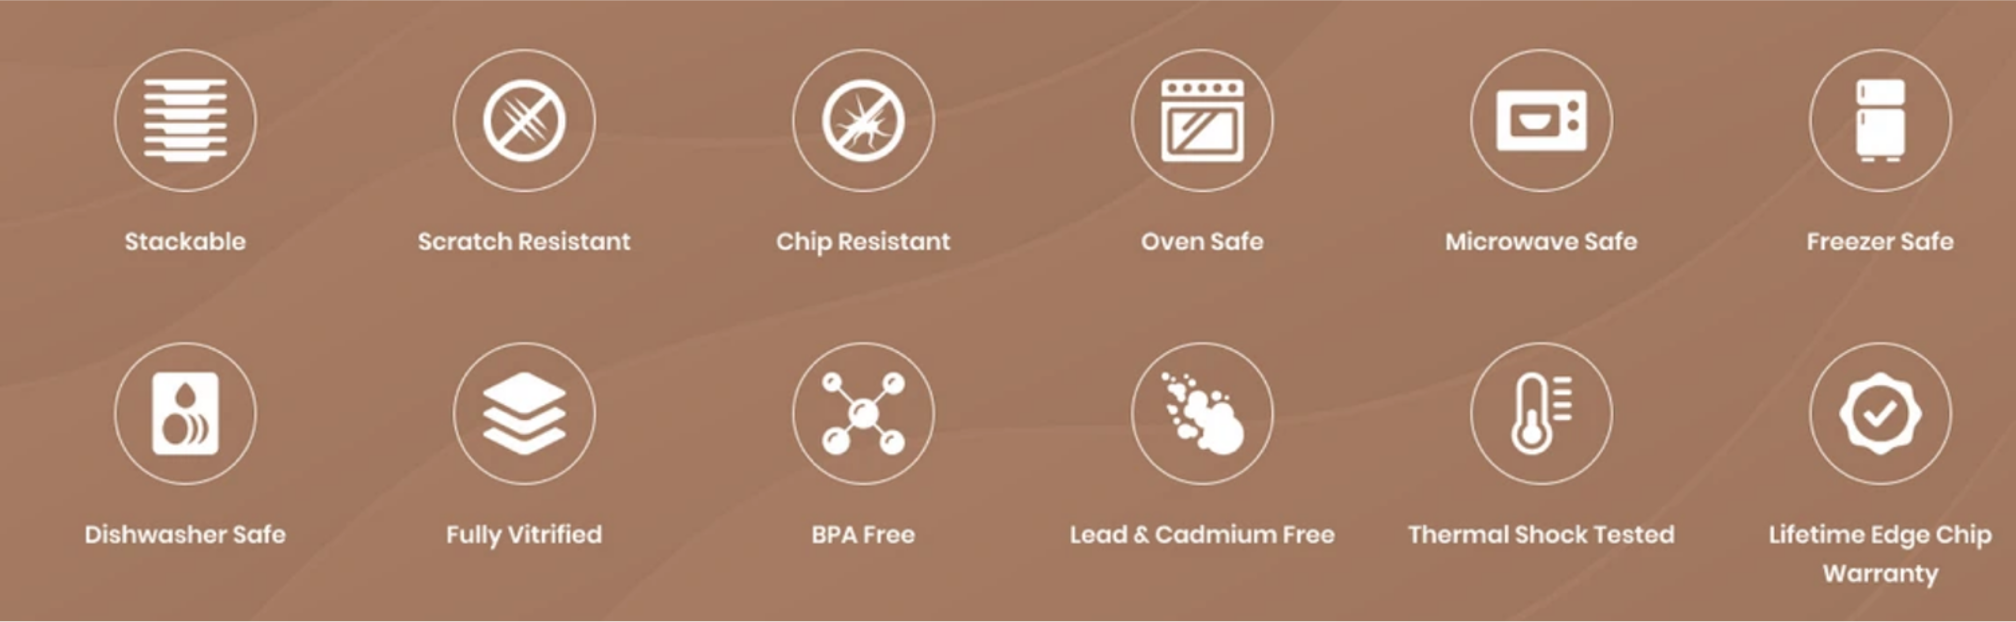 Stackable
Scratch Resistant
Chip Resistant
Oven Safe
Microwave Safe
Freezer Safe
Dishwasher Safe
Fully Vitrified
BPA Free
Lead & Cadmium Free
Thermal Shock Tested
Lifetime Edge Chip
Warranty